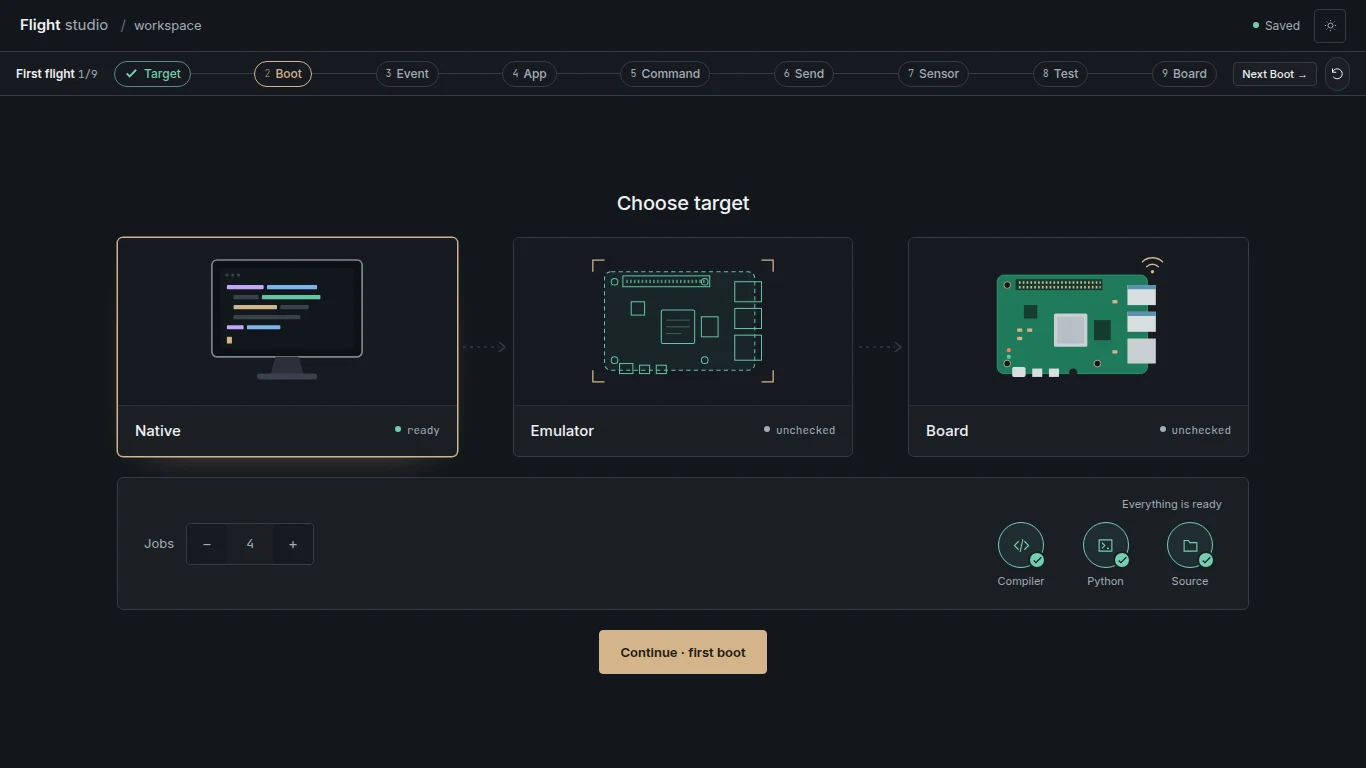 Flight studio / workspace
Saved
First flight 1/9
Target
2 Boot
3 Event
4 App
5 Command
6 Send
7 Sensor
8 Test
9 Board
Next Boot →
Choose target
Native
ready
Emulator
unchecked
Board
unchecked
Everything is ready
Jobs
− 4 +
Compiler
Python
Source
Continue · first boot